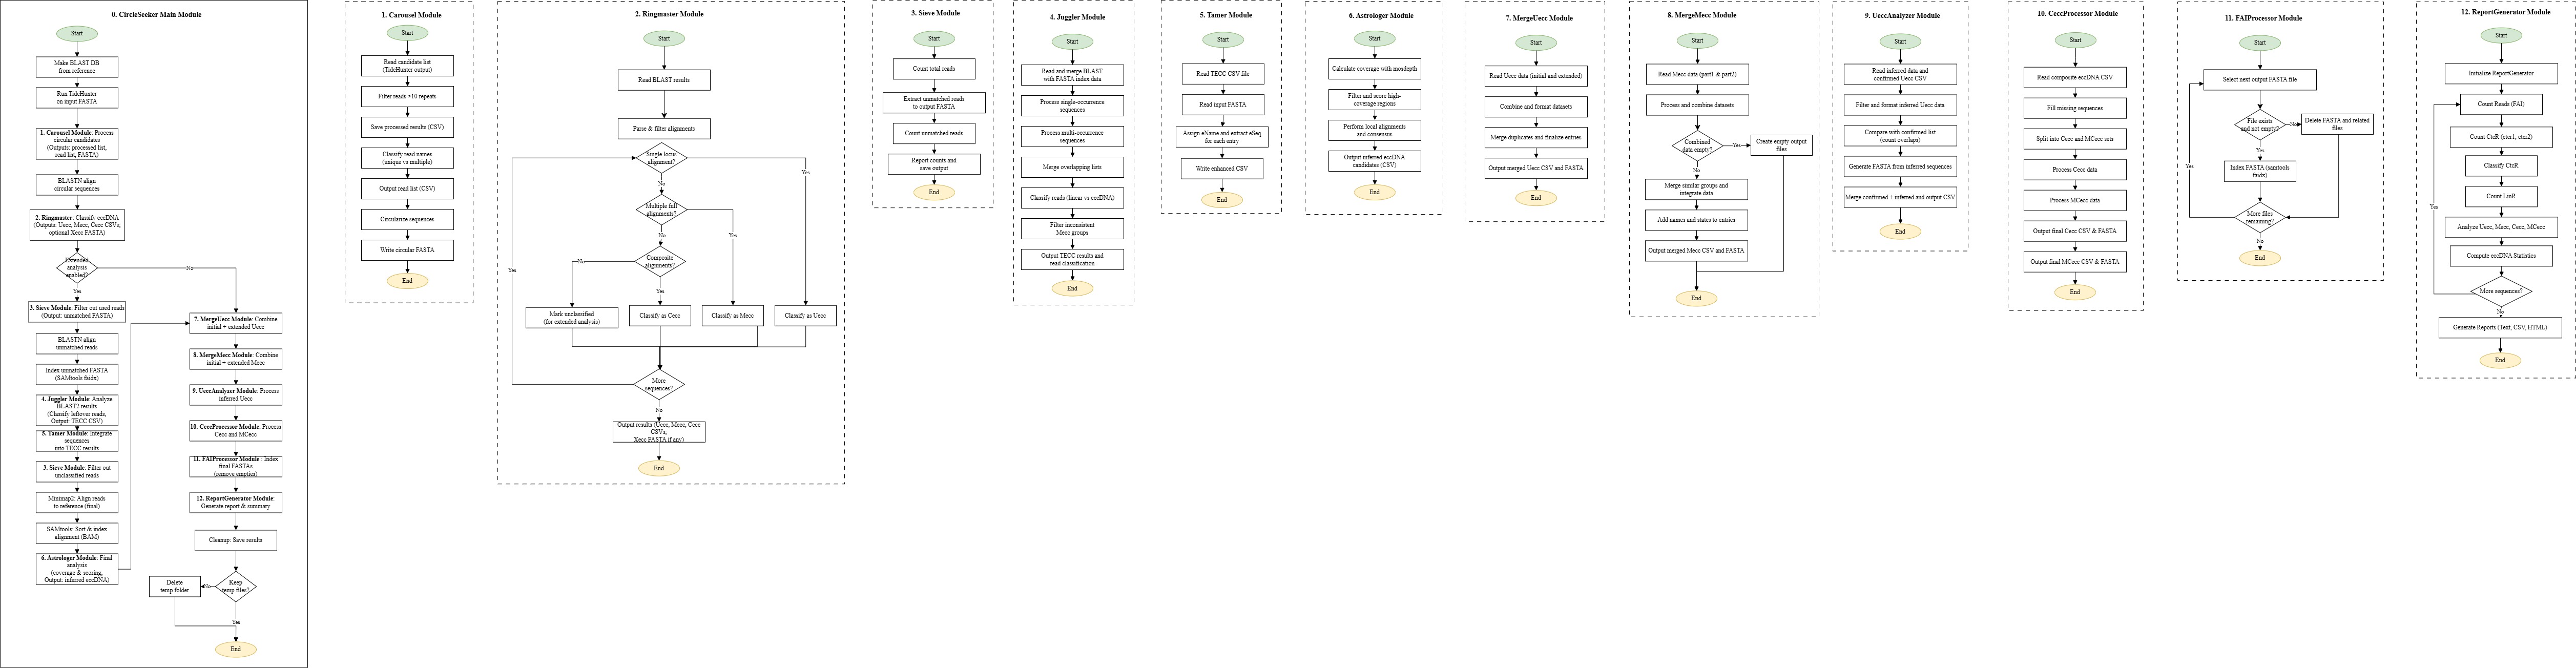 0. CircleSeeker Main Module
Start
Make BLAST DB
from reference
Run TideHunter
on input FASTA
1. Carousel Module: Process
circular candidates
(Outputs: processed list,
read list, FASTA)
BLASTN align
circular sequences
2. Ringmaster: Classify eccDNA
(Outputs: Uecc, Mecc, Cecc CSVs;
optional Xecc FASTA)
Extended
analysis
enabled?
No
Yes
3. Sieve Module: Filter out used reads
(Output: unmatched FASTA)
BLASTN align
unmatched reads
Index unmatched FASTA
(SAMtools faidx)
4. Juggler Module: Analyze
BLAST2 results
(Classify leftover reads,
Output: TECC CSV)
5. Tamer Module: Integrate
sequences
into TECC results
3. Sieve Module: Filter out
unclassified reads
Minimap2: Align reads
to reference (final)
SAMtools: Sort & index
alignment (BAM)
6. Astrologer Module: Final
analysis
(coverage & scoring,
Output: inferred eccDNA)
7. MergeUecc Module: Combine
initial + extended Uecc
8. MergeMecc Module: Combine
initial + extended Mecc
9. UeccAnalyzer Module: Process
inferred Uecc
10. CeccProcessor Module: Process
Cecc and MCecc
11. FAIProcessor Module : Index
final FASTAs
(remove empties)
12. ReportGenerator Module:
Generate report & summary
Cleanup: Save results
Keep
temp files?
No
Delete
temp folder
Yes
End
1. Carousel Module
Start
Read candidate list
(TideHunter output)
Filter reads >10 repeats
Save processed results (CSV)
Classify read names
(unique vs multiple)
Output read list (CSV)
Circularize sequences
Write circular FASTA
End
2. Ringmaster Module
Start
Read BLAST results
Parse & filter alignments
Single locus
alignment?
Yes
No
Multiple full
alignments?
Yes
No
Composite
alignments?
No
Yes
Yes
Mark unclassified
(for extended analysis)
Classify as Cecc
Classify as Mecc
Classify as Uecc
More
sequences?
No
Output results (Uecc, Mecc, Cecc
CSVs;
Xecc FASTA if any)
End
3. Sieve Module
Start
Count total reads
Extract unmatched reads
to output FASTA
Count unmatched reads
Report counts and
save output
End
4. Juggler Module
Start
Read and merge BLAST
with FASTA index data
Process single-occurrence
sequences
Process multi-occurrence
sequences
Merge overlapping lists
Classify reads (linear vs eccDNA)
Filter inconsistent
Mecc groups
Output TECC results and
read classification
End
5. Tamer Module
Start
Read TECC CSV file
Read input FASTA
Assign eName and extract eSeq
for each entry
Write enhanced CSV
End
6. Astrologer Module
Start
Calculate coverage with mosdepth
Filter and score high-
coverage regions
Perform local alignments
and consensus
Output inferred eccDNA
candidates (CSV)
End
7. MergeUecc Module
Start
Read Uecc data (initial and extended)
Combine and format datasets
Merge duplicates and finalize entries
Output merged Uecc CSV and FASTA
End
8. MergeMecc Module
Start
Read Mecc data (part1 & part2)
Process and combine datasets
Combined
data empty?
Yes
Create empty output
files
No
Merge similar groups and
integrate data
Add names and states to entries
Output merged Mecc CSV and FASTA
End
9. UeccAnalyzer Module
Start
Read inferred data and
confirmed Uecc CSV
Filter and format inferred Uecc data
Compare with confirmed list
(count overlaps)
Generate FASTA from inferred sequences
Merge confirmed + inferred and output CSV
End
10. CeccProcessor Module
Start
Read composite eccDNA CSV
Fill missing sequences
Split into Cecc and MCecc sets
Process Cecc data
Process MCecc data
Output final Cecc CSV & FASTA
Output final MCecc CSV & FASTA
End
11. FAIProcessor Module
Start
Select next output FASTA file
File exists
and not empty?
No
Delete FASTA and related
files
Yes
Yes
Index FASTA (samtools
faidx)
More files
remaining?
No
End
12. ReportGenerator Module
Start
Initialize ReportGenerator
Count Reads (FAI)
Count CtcR (ctcr1, ctcr2)
Classify CtcR
Count LinR
Yes
Analyze Uecc, Mecc, Cecc, MCecc
Compute eccDNA Statistics
More sequences?
No
Generate Reports (Text, CSV, HTML)
End